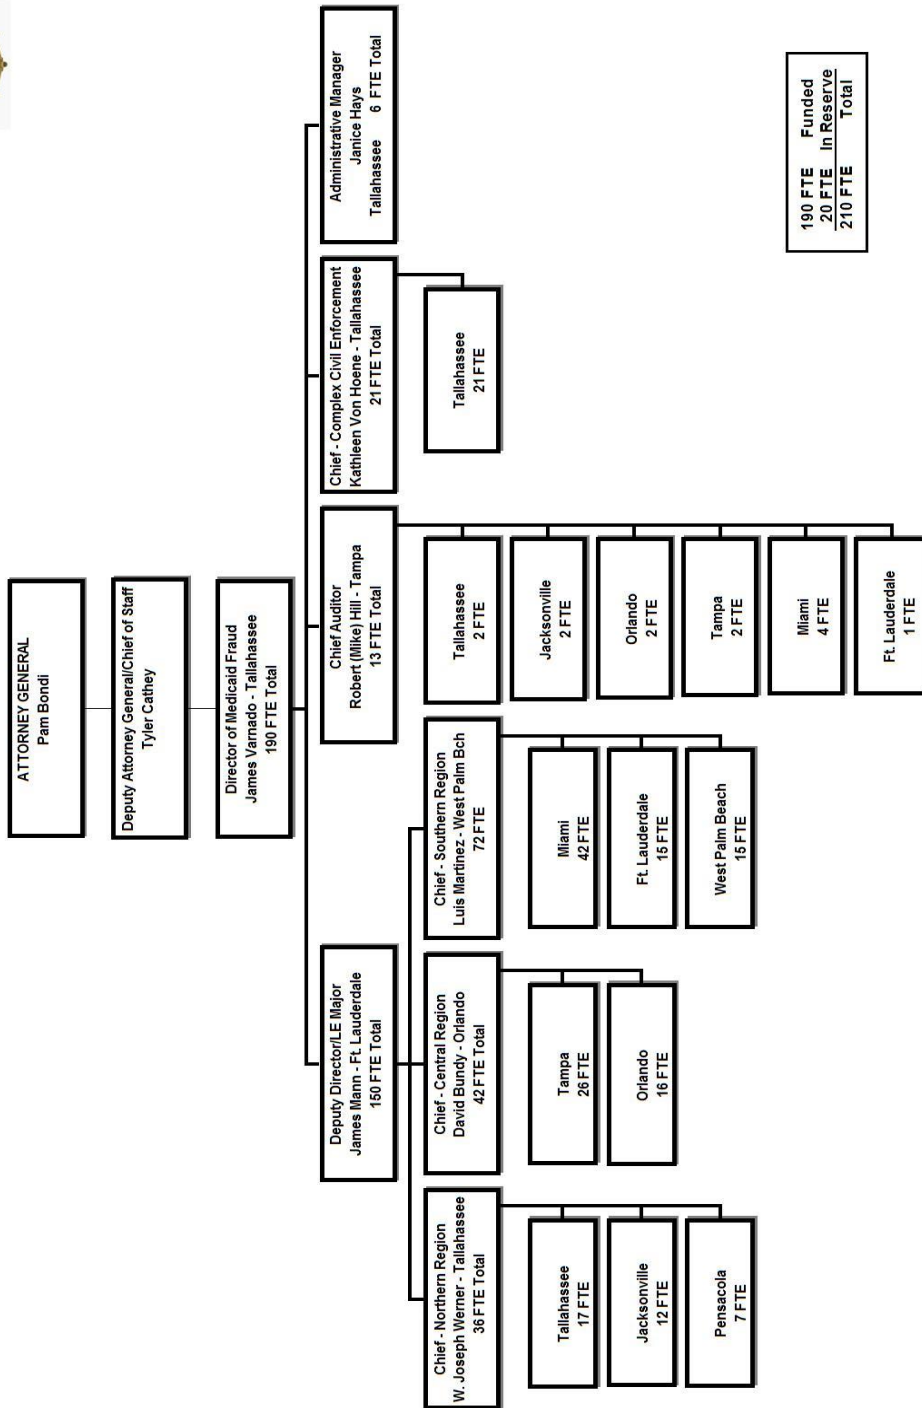 ATTORNEY GENERAL
Pam Bondi
Deputy Attorney General/Chief of Staff
Tyler Cathey
Director of Medicaid Fraud
James Varnado - Tallahassee
190 FTE Total
Deputy Director/LE Major
James Mann - Ft. Lauderdale
150 FTE Total
Chief Auditor
Robert (Mike) Hill - Tampa
13 FTE Total
Chief - Complex Civil Enforcement
Kathleen Von Hoene - Tallahassee
21 FTE Total
Administrative Manager
Janice Hays
Tallahassee 6 FTE Total
Chief - Northern Region
W. Joseph Werner - Tallahassee
36 FTE Total
Chief - Central Region
David Bundy - Orlando
42 FTE Total
Chief - Southern Region
Luis Martinez - West Palm Bch
72 FTE
Tallahassee
17 FTE
Jacksonville
12 FTE
Pensacola
7 FTE
Tampa
26 FTE
Orlando
16 FTE
Miami
42 FTE
Ft. Lauderdale
15 FTE
West Palm Beach
15 FTE
Tallahassee
2 FTE
Jacksonville
2 FTE
Orlando
2 FTE
Tampa
2 FTE
Miami
4 FTE
Ft. Lauderdale
1 FTE
Tallahassee
21 FTE
190 FTE Funded
20 FTE In Reserve
210 FTE Total